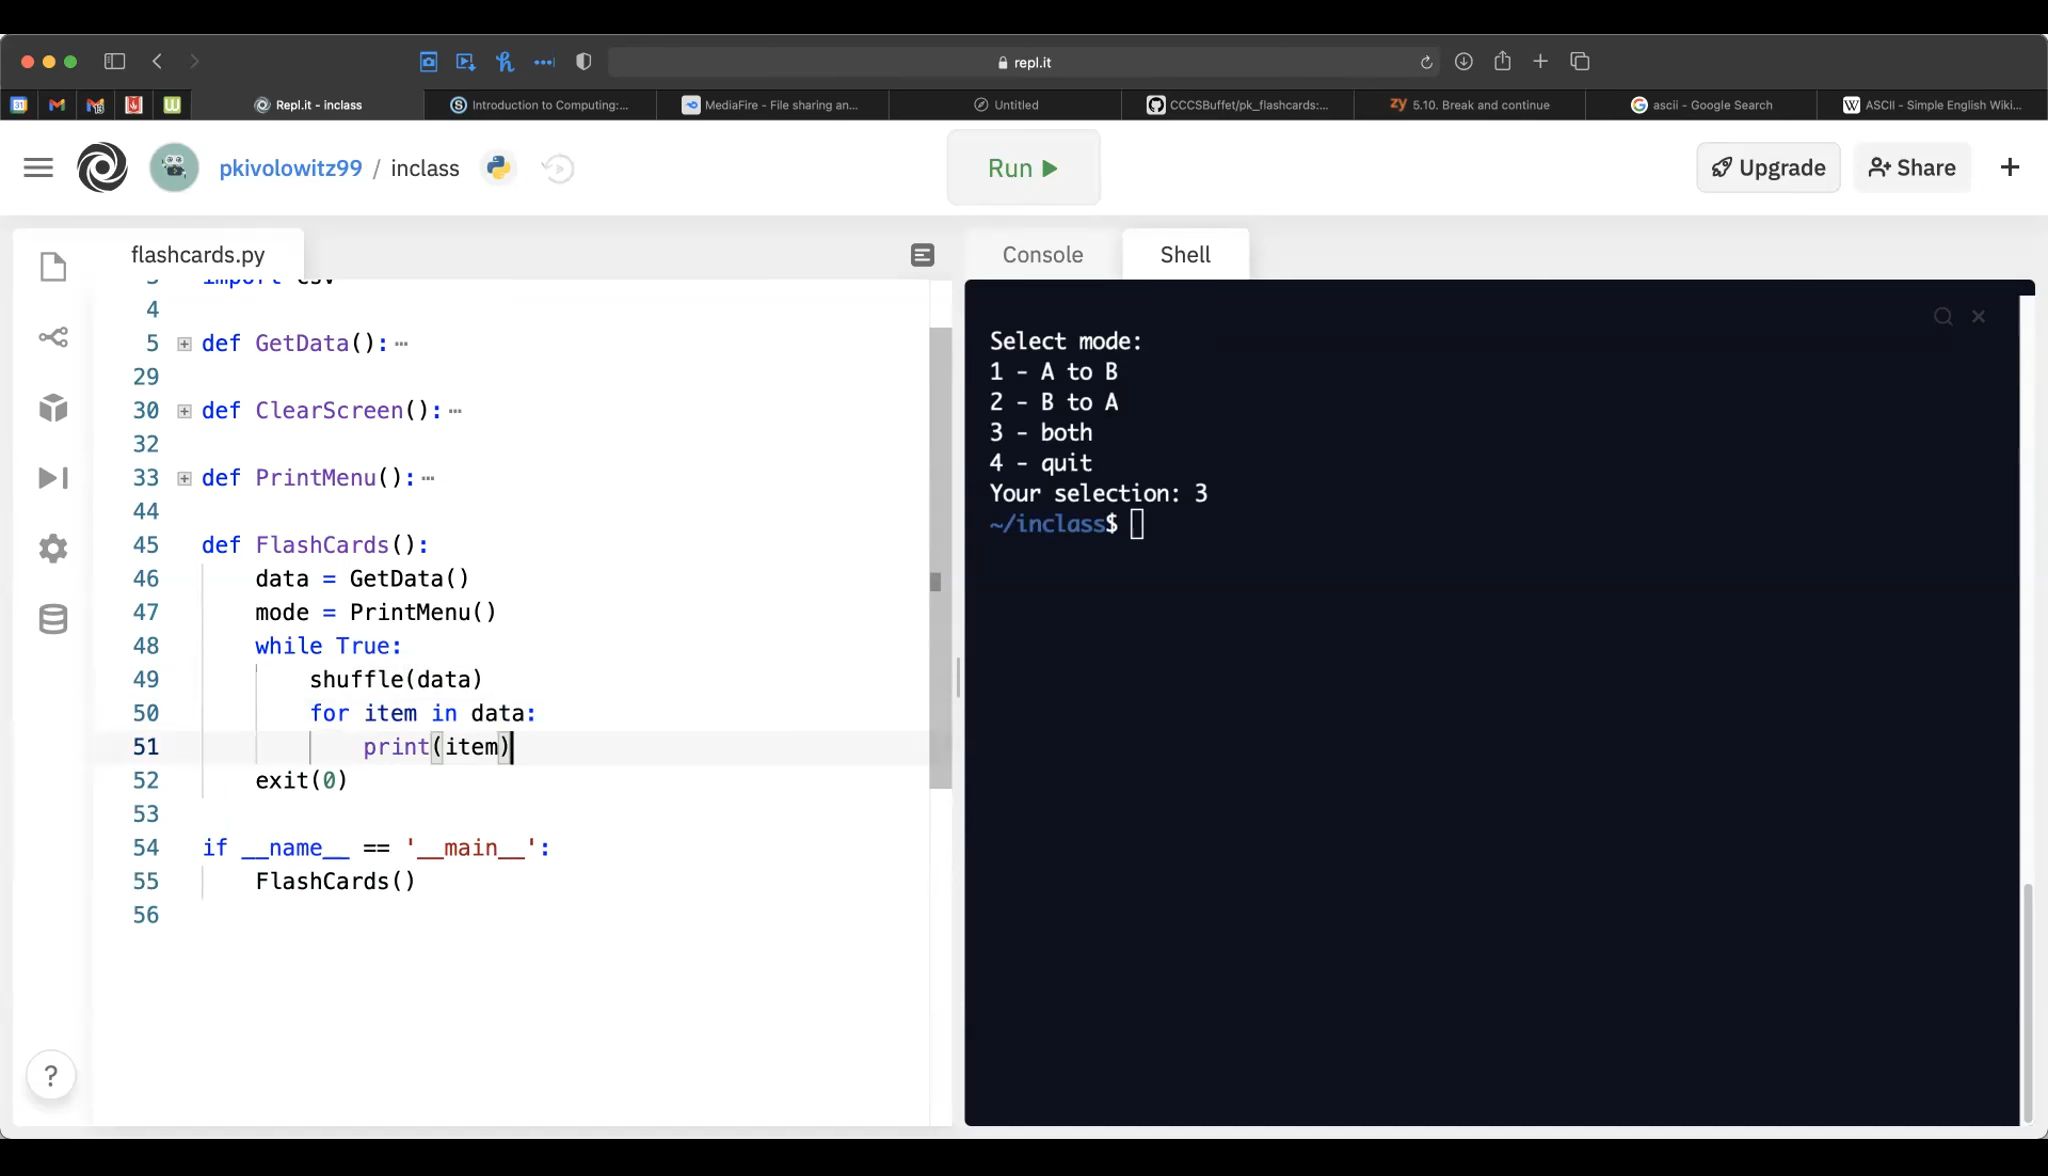 repl.it
31
Repl.it - inclass
Introduction to Computing:...
MediaFire - File sharing an...
Untitled
CCCSBuffet/pk_flashcards:...
zy 5.10. Break and continue
ascii - Google Search
W ASCII - Simple English Wiki...
pkivolowitz99 / inclass
Run
Upgrade
Share
flashcards.py
import csv
4
5 def GetData():
29
30 def ClearScreen():
32
33 def PrintMenu():
44
45 def FlashCards():
46 data = GetData()
47 mode = PrintMenu()
48 while True:
49 shuffle(data)
50 for item in data:
51 print(item)
52 exit(0)
53
54 if __name__ == '__main__':
55 FlashCards()
56
?
Console
Shell
Select mode:
1 - A to B
2 - B to A
3 - both
4 - quit
Your selection: 3
~/inclass$